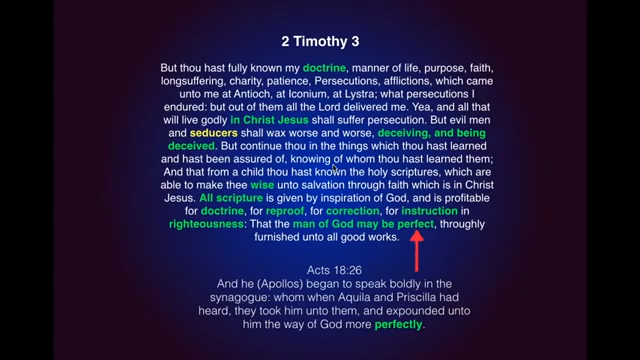 2 Timothy 3
But thou hast fully known my doctrine, manner of life, purpose, faith,
longsuffering, charity, patience, Persecutions, afflictions, which came
unto me at Antioch, at Iconium, at Lystra; what persecutions I
endured: but out of them all the Lord delivered me. Yea, and all that
will live godly in Christ Jesus shall suffer persecution. But evil men
and seducers shall wax worse and worse, deceiving, and being
deceived. But continue thou in the things which thou hast learned
and hast been assured of, knowing of whom thou hast learned them;
And that from a child thou hast known the holy scriptures, which are
able to make thee wise unto salvation through faith which is in Christ
Jesus. All scripture is given by inspiration of God, and is profitable
for doctrine, for reproof, for correction, for instruction in
righteousness: That the man of God may be perfect, throughly
furnished unto all good works.
Acts 18:26
And he (Apollos) began to speak boldly in the
synagogue: whom when Aquila and Priscilla had
heard, they took him unto them, and expounded unto
him the way of God more perfectly.